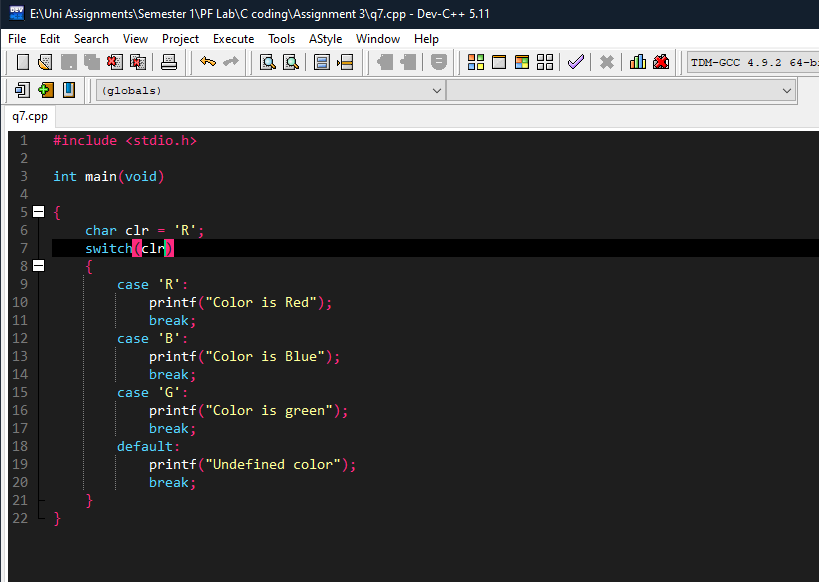 E:\Uni Assignments\Semester 1\PF Lab\C coding\Assignment 3\q7.cpp - Dev-C++ 5.11
File Edit Search View Project Execute Tools AStyle Window Help
TDM-GCC 4.9.2 64-bi
(globals)
q7.cpp
1 #include <stdio.h>
2
3 int main(void)
4
5 {
6 char clr = 'R';
7 switch(clr)
8 {
9 case 'R':
10 printf("Color is Red");
11 break;
12 case 'B':
13 printf("Color is Blue");
14 break;
15 case 'G':
16 printf("Color is green");
17 break;
18 default:
19 printf("Undefined color");
20 break;
21 }
22 }